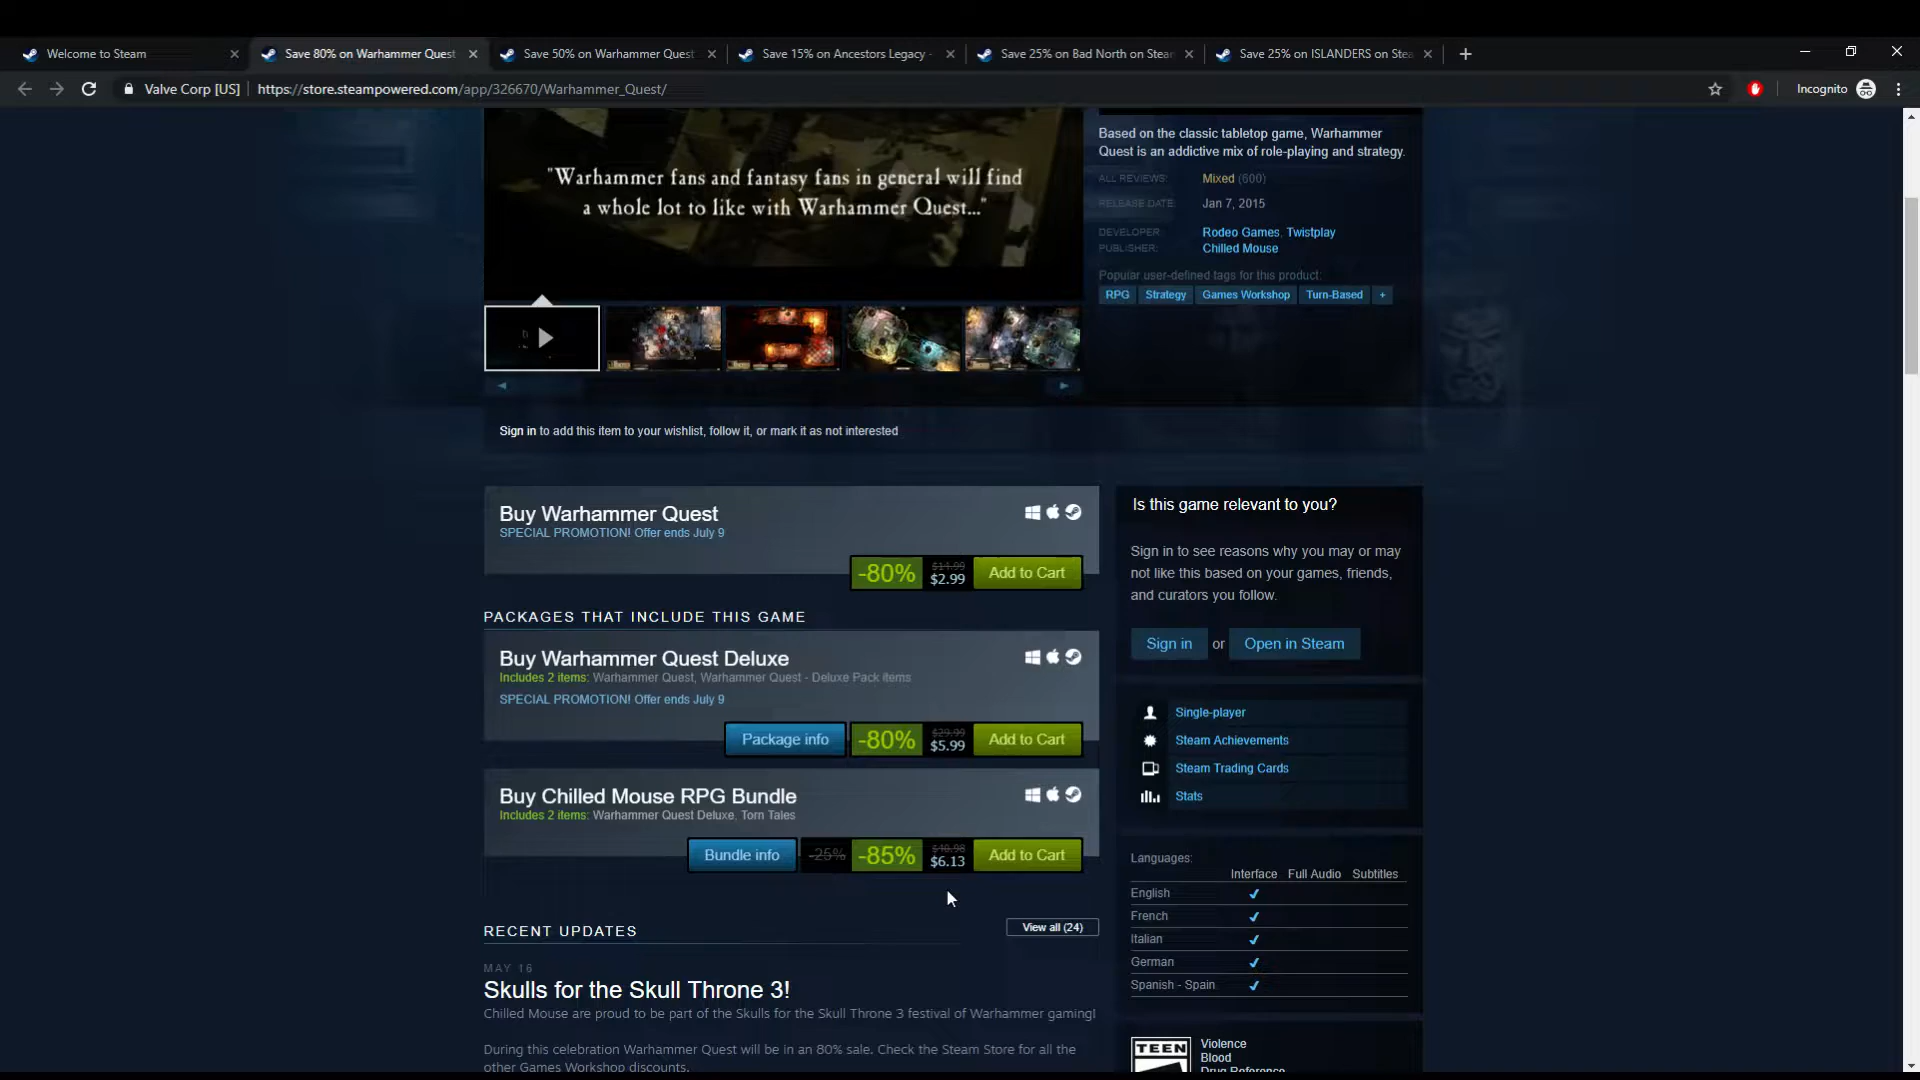 Welcome to Steam
Save 80% on Warhammer Quest
Save 50% on Warhammer Quest
Save 15% on Ancestors Legacy -
Save 25% on Bad North on Stea
Save 25% on ISLANDERS on Stea
Valve Corp [US]
https://store.steampowered.com/app/326670/Warhammer_Quest/
Incognito
"Warhammer fans and fantasy fans in general will find
a whole lot to like with Warhammer Quest..."
Based on the classic tabletop game, Warhammer
Quest is an addictive mix of role-playing and strategy.
ALL REVIEWS: Mixed (600)
RELEASE DATE: Jan 7, 2015
DEVELOPER: Rodeo Games, Twistplay
PUBLISHER: Chilled Mouse
Popular user-defined tags for this product:
RPG Strategy Games Workshop Turn-Based +
Sign in to add this item to your wishlist, follow it, or mark it as not interested
Buy Warhammer Quest
SPECIAL PROMOTION! Offer ends July 9
-80% $14.99 $2.99 Add to Cart
PACKAGES THAT INCLUDE THIS GAME
Buy Warhammer Quest Deluxe
Includes 2 items: Warhammer Quest, Warhammer Quest - Deluxe Pack items
SPECIAL PROMOTION! Offer ends July 9
Package info -80% $29.99 $5.99 Add to Cart
Buy Chilled Mouse RPG Bundle
Includes 2 items: Warhammer Quest Deluxe, Torn Tales
Bundle info -25% -85% $40.98 $6.13 Add to Cart
RECENT UPDATES
View all (24)
MAY 16
Skulls for the Skull Throne 3!
Chilled Mouse are proud to be part of the Skulls for the Skull Throne 3 festival of Warhammer gaming!
During this celebration Warhammer Quest will be in an 80% sale. Check the Steam Store for all the
other Games Workshop discounts.
Is this game relevant to you?
Sign in to see reasons why you may or may
not like this based on your games, friends,
and curators you follow.
Sign in or Open in Steam
Single-player
Steam Achievements
Steam Trading Cards
Stats
Languages:
Interface Full Audio Subtitles
English
French
Italian
German
Spanish - Spain
TEEN
Violence
Blood
Drug Reference